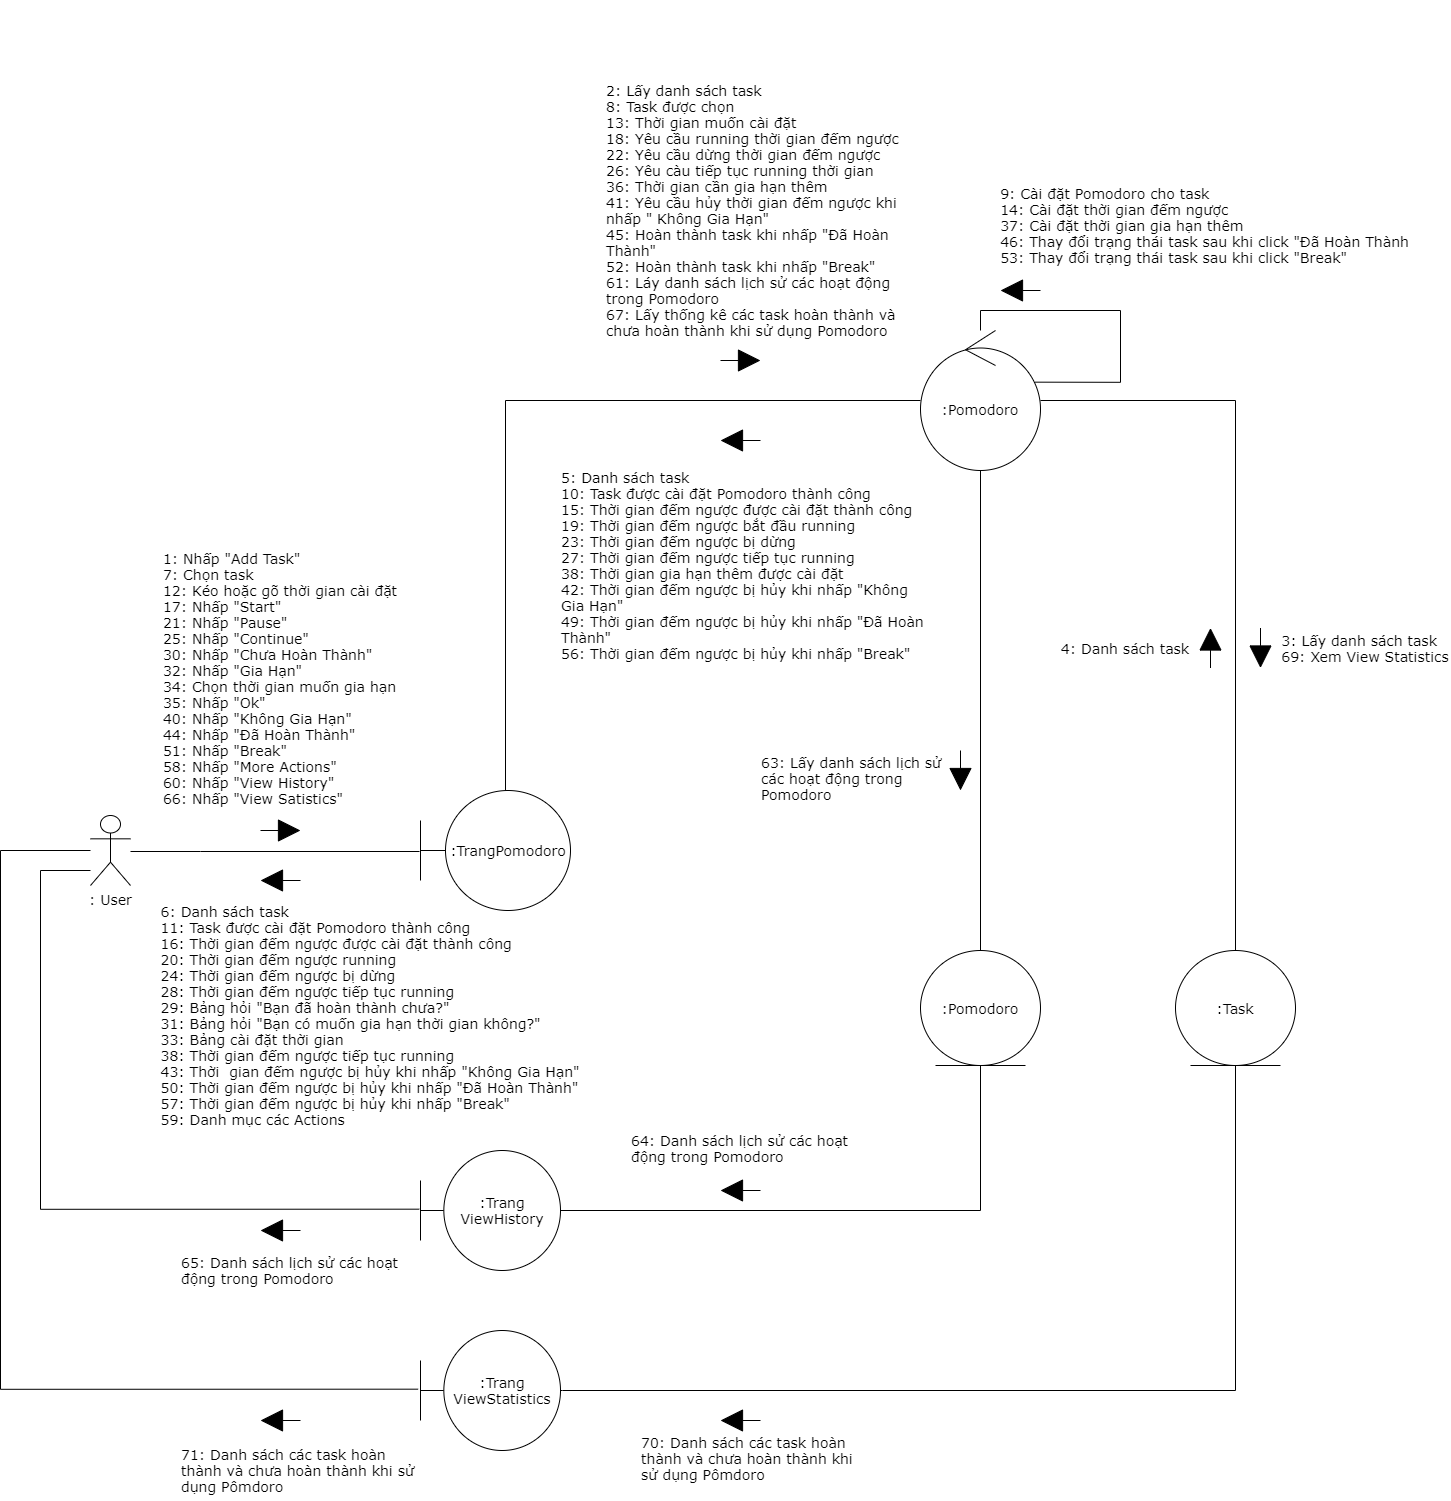 2: Lấy danh sách task
8: Task được chọn
13: Thời gian muốn cài đặt
18: Yêu cầu running thời gian đếm ngược
22: Yêu cầu dừng thời gian đếm ngược
26: Yêu càu tiếp tục running thời gian
36: Thời gian cần gia hạn thêm
41: Yêu cầu hủy thời gian đếm ngược khi
nhấp " Không Gia Hạn"
45: Hoàn thành task khi nhấp "Đã Hoàn
Thành"
52: Hoàn thành task khi nhấp "Break"
61: Láy danh sách lịch sử các hoạt động
trong Pomodoro
67: Lấy thống kê các task hoàn thành và
chưa hoàn thành khi sử dụng Pomodoro
9: Cài đặt Pomodoro cho task
14: Cài đặt thời gian đếm ngược
37: Cài đặt thời gian gia hạn thêm
46: Thay đổi trạng thái task sau khi click "Đã Hoàn Thành
53: Thay đổi trạng thái task sau khi click "Break"
:Pomodoro
5: Danh sách task
10: Task được cài đặt Pomodoro thành công
15: Thời gian đếm ngược được cài đặt thành công
19: Thời gian đếm ngược bắt đầu running
23: Thời gian đếm ngược bị dừng
27: Thời gian đếm ngược tiếp tục running
38: Thời gian gia hạn thêm được cài đặt
42: Thời gian đếm ngược bị hủy khi nhấp "Không
Gia Hạn"
49: Thời gian đếm ngược bị hủy khi nhấp "Đã Hoàn
Thành"
56: Thời gian đếm ngược bị hủy khi nhấp "Break"
1: Nhấp "Add Task"
7: Chọn task
12: Kéo hoặc gõ thời gian cài đặt
17: Nhấp "Start"
21: Nhấp "Pause"
25: Nhấp "Continue"
30: Nhấp "Chưa Hoàn Thành"
32: Nhấp "Gia Hạn"
34: Chọn thời gian muốn gia hạn
35: Nhấp "Ok"
40: Nhấp "Không Gia Hạn"
44: Nhấp "Đã Hoàn Thành"
51: Nhấp "Break"
58: Nhấp "More Actions"
60: Nhấp "View History"
66: Nhấp "View Satistics"
4: Danh sách task
3: Lấy danh sách task
69: Xem View Statistics
63: Lấy danh sách lịch sử
các hoạt động trong
Pomodoro
:TrangPomodoro
: User
6: Danh sách task
11: Task được cài đặt Pomodoro thành công
16: Thời gian đếm ngược được cài đặt thành công
20: Thời gian đếm ngược running
24: Thời gian đếm ngược bị dừng
28: Thời gian đếm ngược tiếp tục running
29: Bảng hỏi "Bạn đã hoàn thành chưa?"
31: Bảng hỏi "Bạn có muốn gia hạn thời gian không?"
33: Bảng cài đặt thời gian
38: Thời gian đếm ngược tiếp tục running
43: Thời  gian đếm ngược bị hủy khi nhấp "Không Gia Hạn"
50: Thời gian đếm ngược bị hủy khi nhấp "Đã Hoàn Thành"
57: Thời gian đếm ngược bị hủy khi nhấp "Break"
59: Danh mục các Actions
:Pomodoro
:Task
64: Danh sách lịch sử các hoạt
động trong Pomodoro
:Trang
ViewHistory
65: Danh sách lịch sử các hoạt
động trong Pomodoro
:Trang
ViewStatistics
71: Danh sách các task hoàn
thành và chưa hoàn thành khi sử
dụng Pômdoro
70: Danh sách các task hoàn
thành và chưa hoàn thành khi
sử dụng Pômdoro